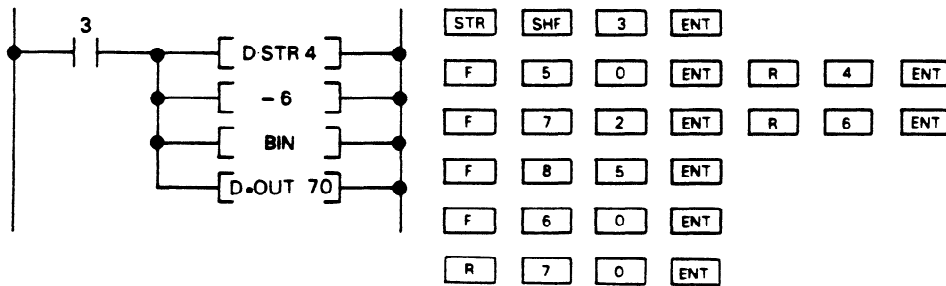 3
D·STR 4
- 6
BIN
D•OUT 70
STR SHF 3 ENT
F 5 0 ENT R 4 ENT
F 7 2 ENT R 6 ENT
F 8 5 ENT
F 6 0 ENT
R 7 0 ENT